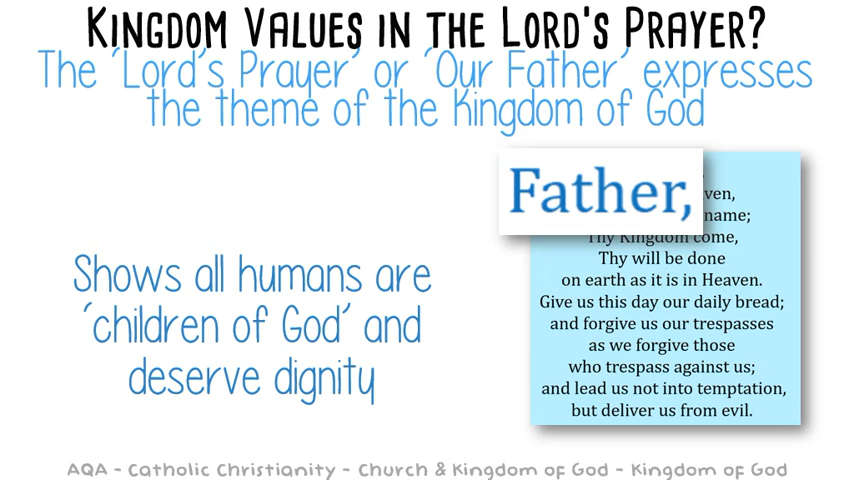 Kingdom Values in the Lord's Prayer?
The 'Lord's Prayer' or 'Our Father' expresses
the theme of the Kingdom of God
Father,
Shows all humans are
'children of God' and
deserve dignity
name;
Thy Kingdom come,
Thy will be done
on earth as it is in Heaven.
Give us this day our daily bread;
and forgive us our trespasses
as we forgive those
who trespass against us;
and lead us not into temptation,
but deliver us from evil.
AQA - Catholic Christianity - Church & Kingdom of God - Kingdom of God